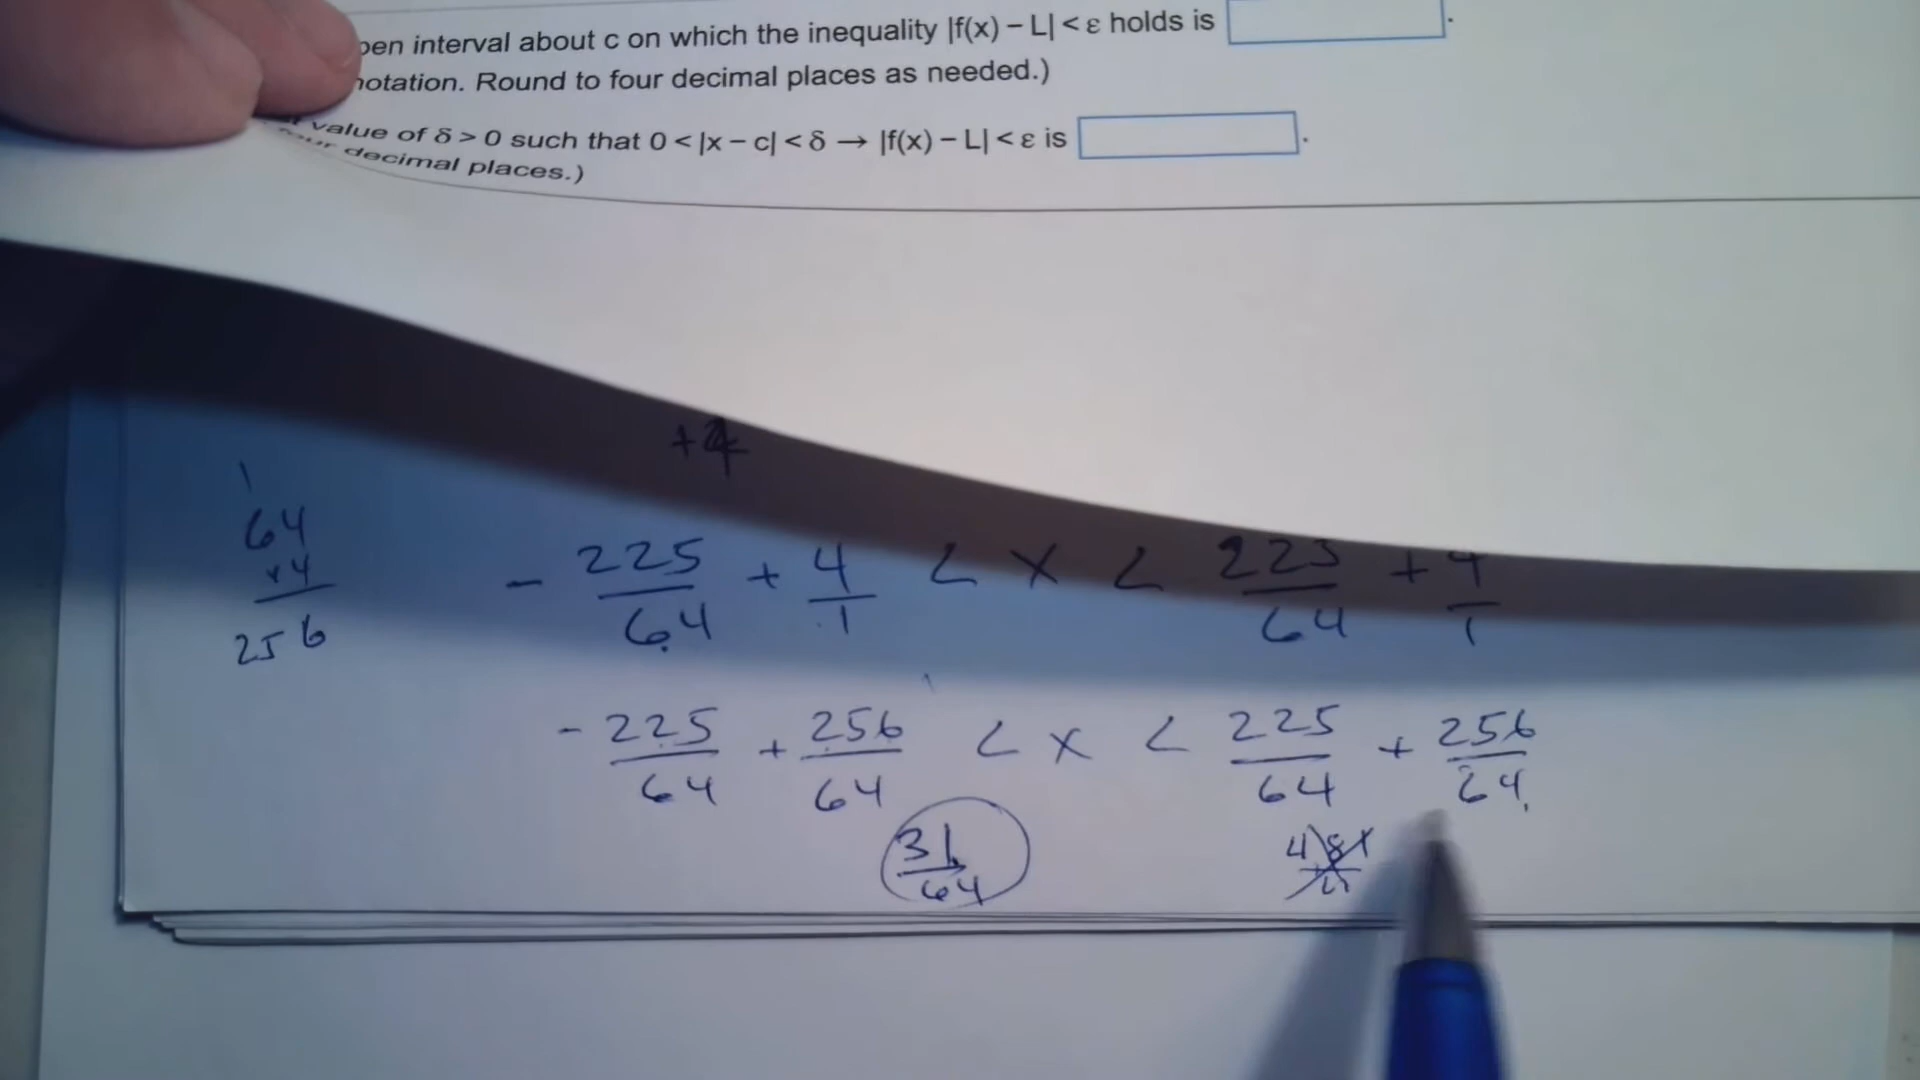 pen interval about c on which the inequality |f(x) − L| < ε holds is .
notation. Round to four decimal places as needed.)
value of δ > 0 such that 0 < |x − c| < δ → |f(x) − L| < ε is .
decimal places.)
+4
1
64
×4
256
- 225/64 + 4/1 < x < 225/64 + 4/1
- 225/64 + 256/64 < x < 225/64 + 256/64
31/64
481